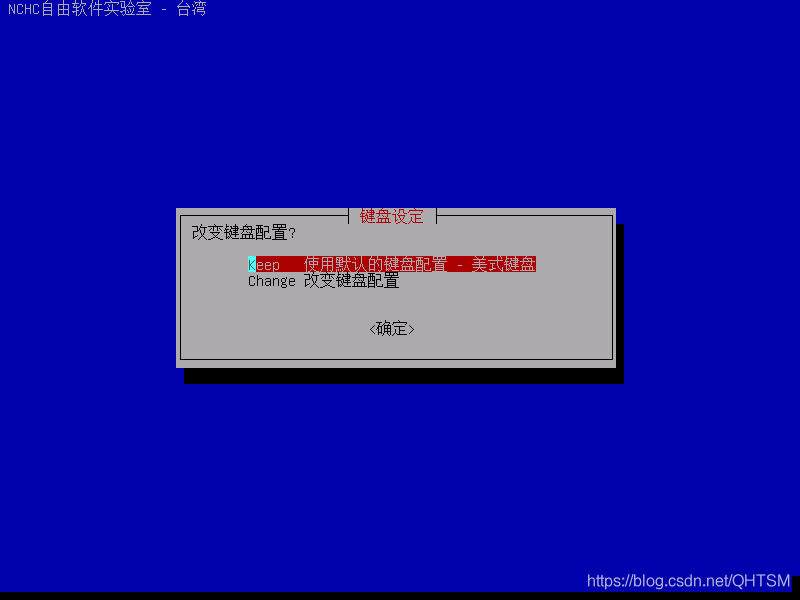 NCHC自由软件实验室 - 台湾
键盘设定
改变键盘配置?
Keep 使用默认的键盘配置 - 美式键盘
Change 改变键盘配置
<确定>
https://blog.csdn.net/QHTSM